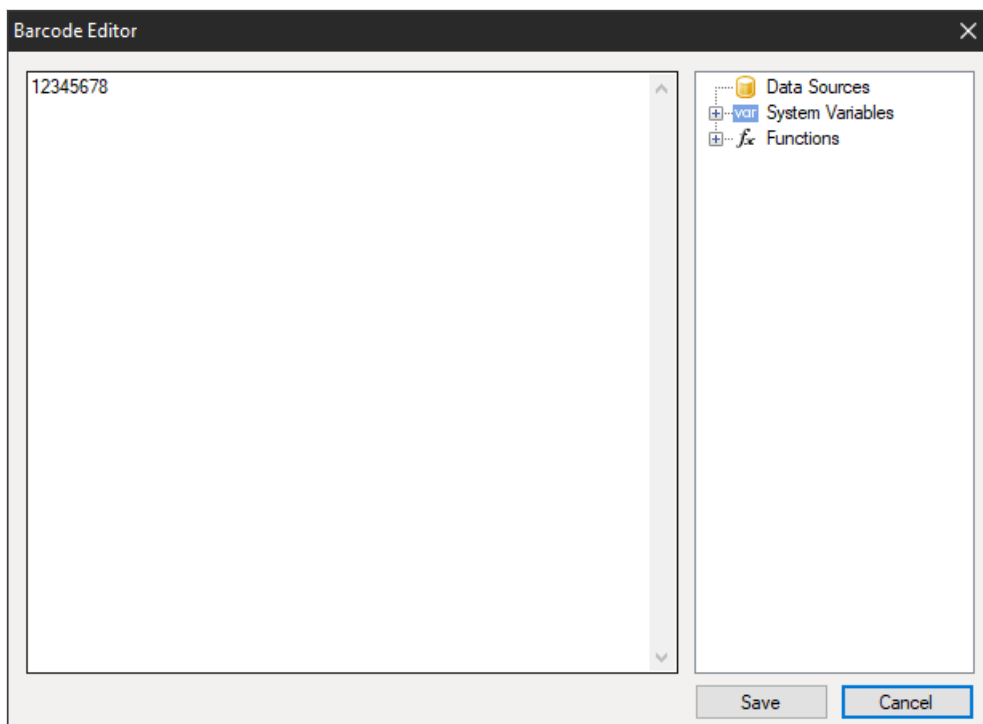 Barcode Editor
12345678
Data Sources
var System Variables
fx Functions
Save
Cancel